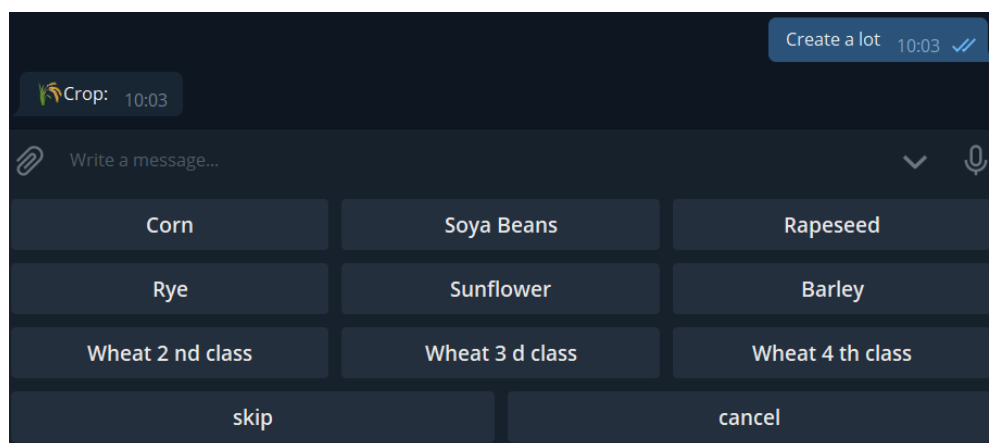 Create a lot 10:03
🌾Crop: 10:03
Write a message...
Corn Soya Beans Rapeseed
Rye Sunflower Barley
Wheat 2 nd class Wheat 3 d class Wheat 4 th class
skip cancel